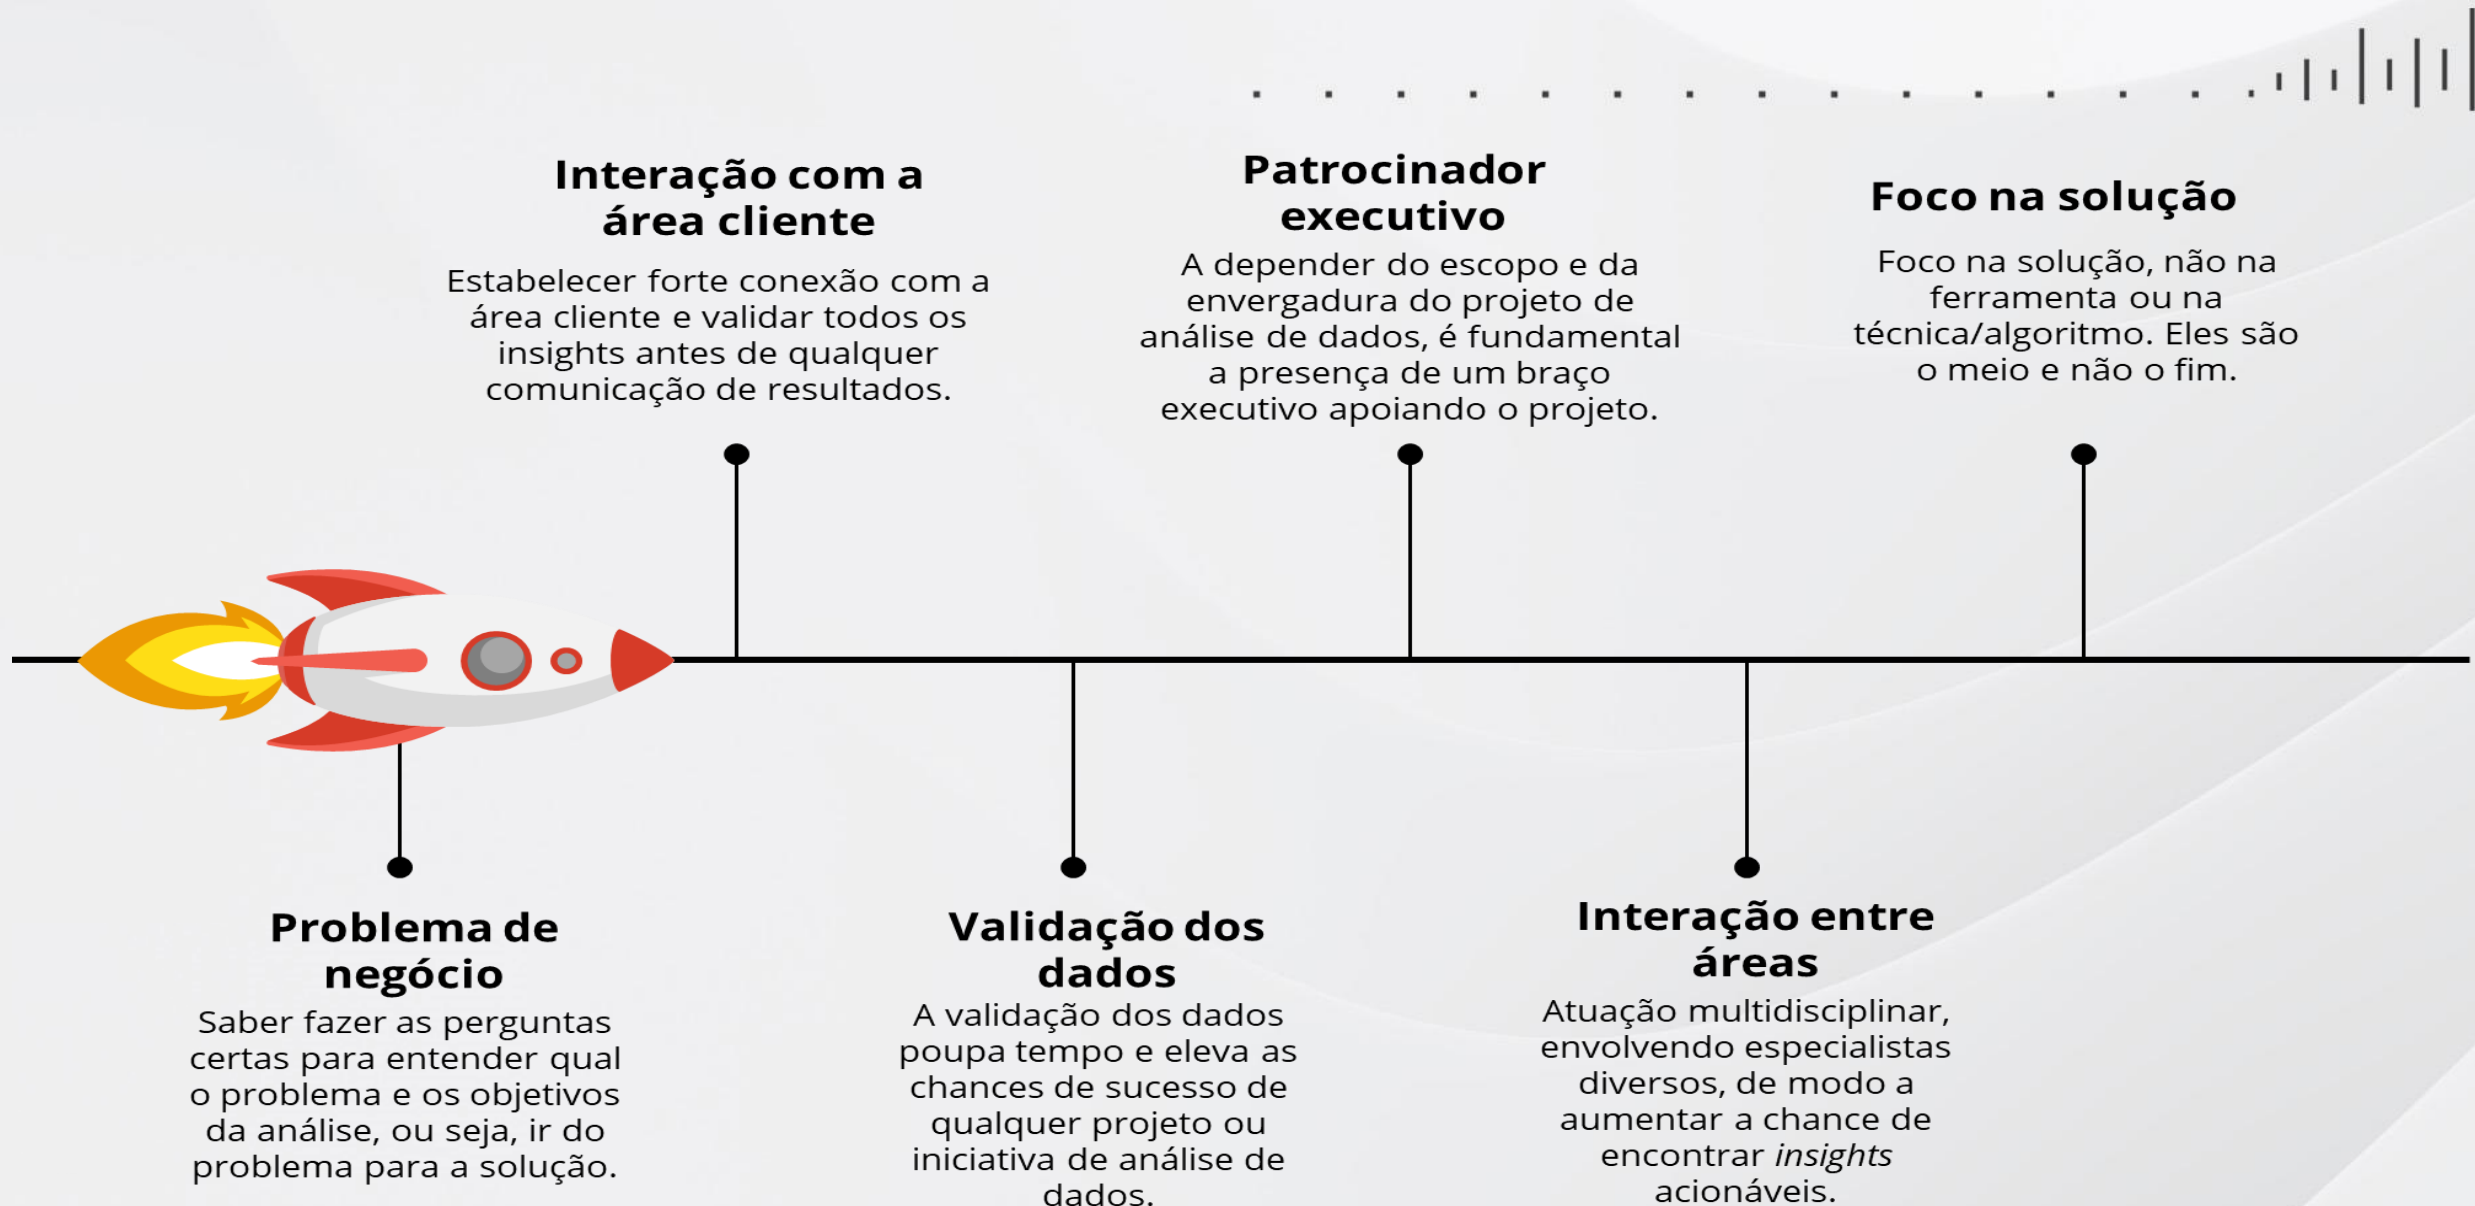 Interação com a
área cliente
Estabelecer forte conexão com a
área cliente e validar todos os
insights antes de qualquer
comunicação de resultados.
Patrocinador
executivo
A depender do escopo e da
envergadura do projeto de
análise de dados, é fundamental
a presença de um braço
executivo apoiando o projeto.
Foco na solução
Foco na solução, não na
ferramenta ou na
técnica/algoritmo. Eles são
o meio e não o fim.
Problema de
negócio
Saber fazer as perguntas
certas para entender qual
o problema e os objetivos
da análise, ou seja, ir do
problema para a solução.
Validação dos
dados
A validação dos dados
poupa tempo e eleva as
chances de sucesso de
qualquer projeto ou
iniciativa de análise de
dados.
Interação entre
áreas
Atuação multidisciplinar,
envolvendo especialistas
diversos, de modo a
aumentar a chance de
encontrar insights
acionáveis.